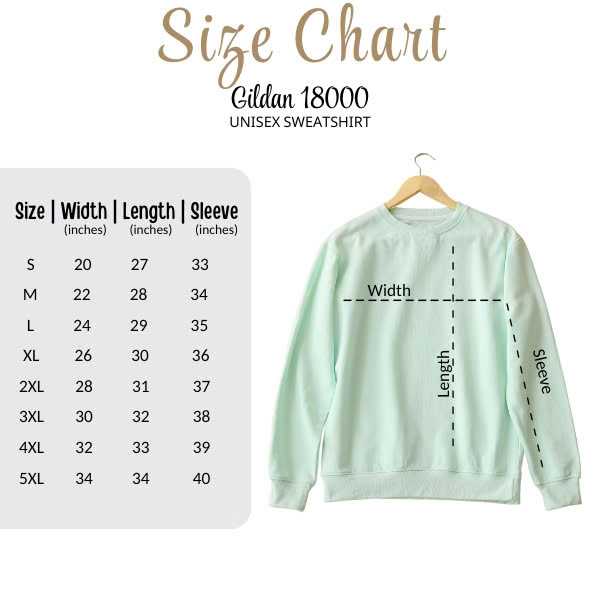 Size Chart
Gildan 18000
UNISEX SWEATSHIRT
Size | Width | Length | Sleeve
(inches) (inches) (inches)
S 20 27 33
M 22 28 34
L 24 29 35
XL 26 30 36
2XL 28 31 37
3XL 30 32 38
4XL 32 33 39
5XL 34 34 40
Width
Length
Sleeve